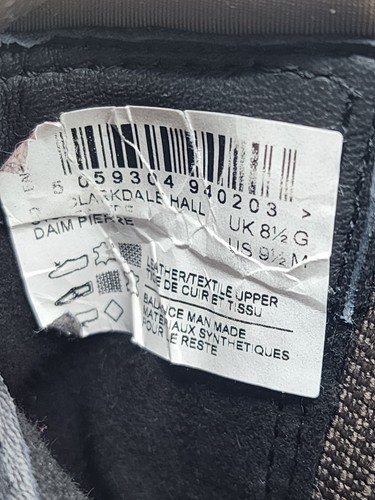 5 059304 940203 >
CLARKDALE HALL
DAIM PIERRE
UK 8½ G
US 9½ M
LEATHER/TEXTILE UPPER
TIGE DE CUIR ET TISSU
BALANCE MAN MADE
MATERIAUX SYNTHETIQUES
POUR LE RESTE